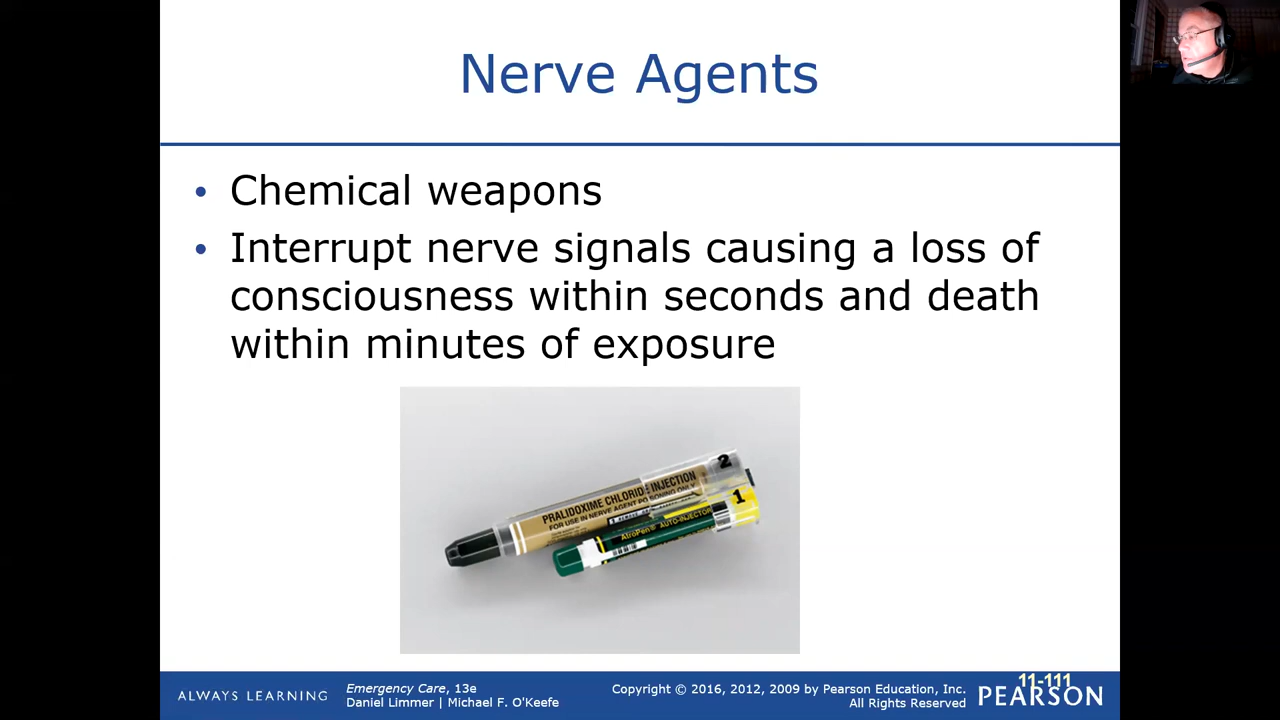 Nerve Agents
• Chemical weapons
• Interrupt nerve signals causing a loss of
consciousness within seconds and death
within minutes of exposure
2
PRALIDOXIME CHLORIDE INJECTION
FOR USE IN NERVE AGENT POISONING ONLY
1
AtroPen® AUTO-INJECTOR
ALWAYS LEARNING
Emergency Care, 13e
Daniel Limmer | Michael F. O'Keefe
Copyright © 2016, 2012, 2009 by Pearson Education, Inc.
All Rights Reserved
11-111
PEARSON